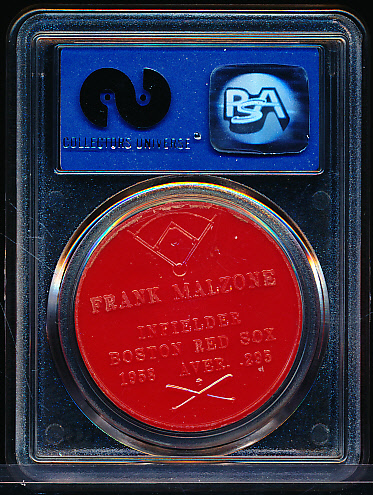 COLLECTORS UNIVERSE
PSA
FRANK MALZONE
INFIELDER
BOSTON RED SOX
1958 AVER. .295